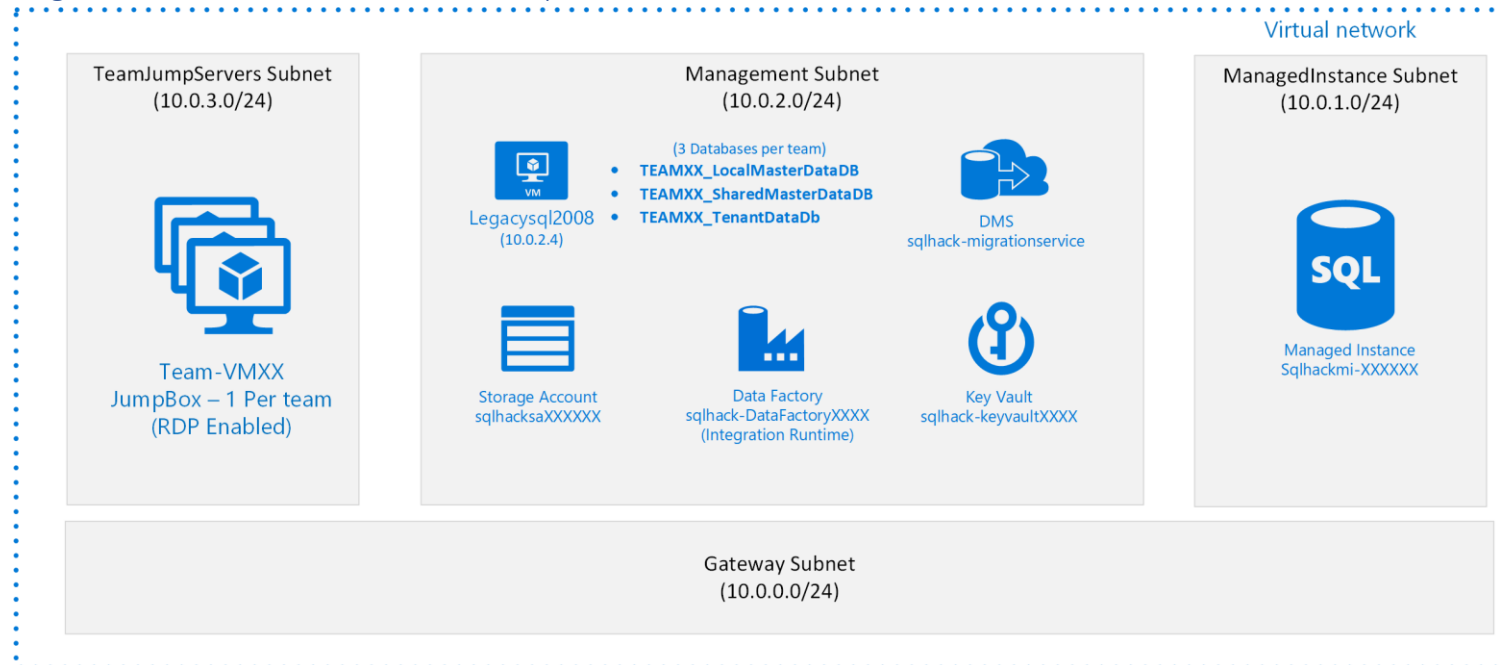 Virtual network
TeamJumpServers Subnet
(10.0.3.0/24)
Team-VMXX
JumpBox – 1 Per team
(RDP Enabled)
Management Subnet
(10.0.2.0/24)
VM
Legacysql2008
(10.0.2.4)
(3 Databases per team)
• TEAMXX_LocalMasterDataDB
• TEAMXX_SharedMasterDataDB
• TEAMXX_TenantDataDb
DMS
sqlhack-migrationservice
Storage Account
sqlhacksaXXXXXX
Data Factory
sqlhack-DataFactoryXXXX
(Integration Runtime)
Key Vault
sqlhack-keyvaultXXXX
ManagedInstance Subnet
(10.0.1.0/24)
SQL
Managed Instance
Sqlhackmi-XXXXXX
Gateway Subnet
(10.0.0.0/24)